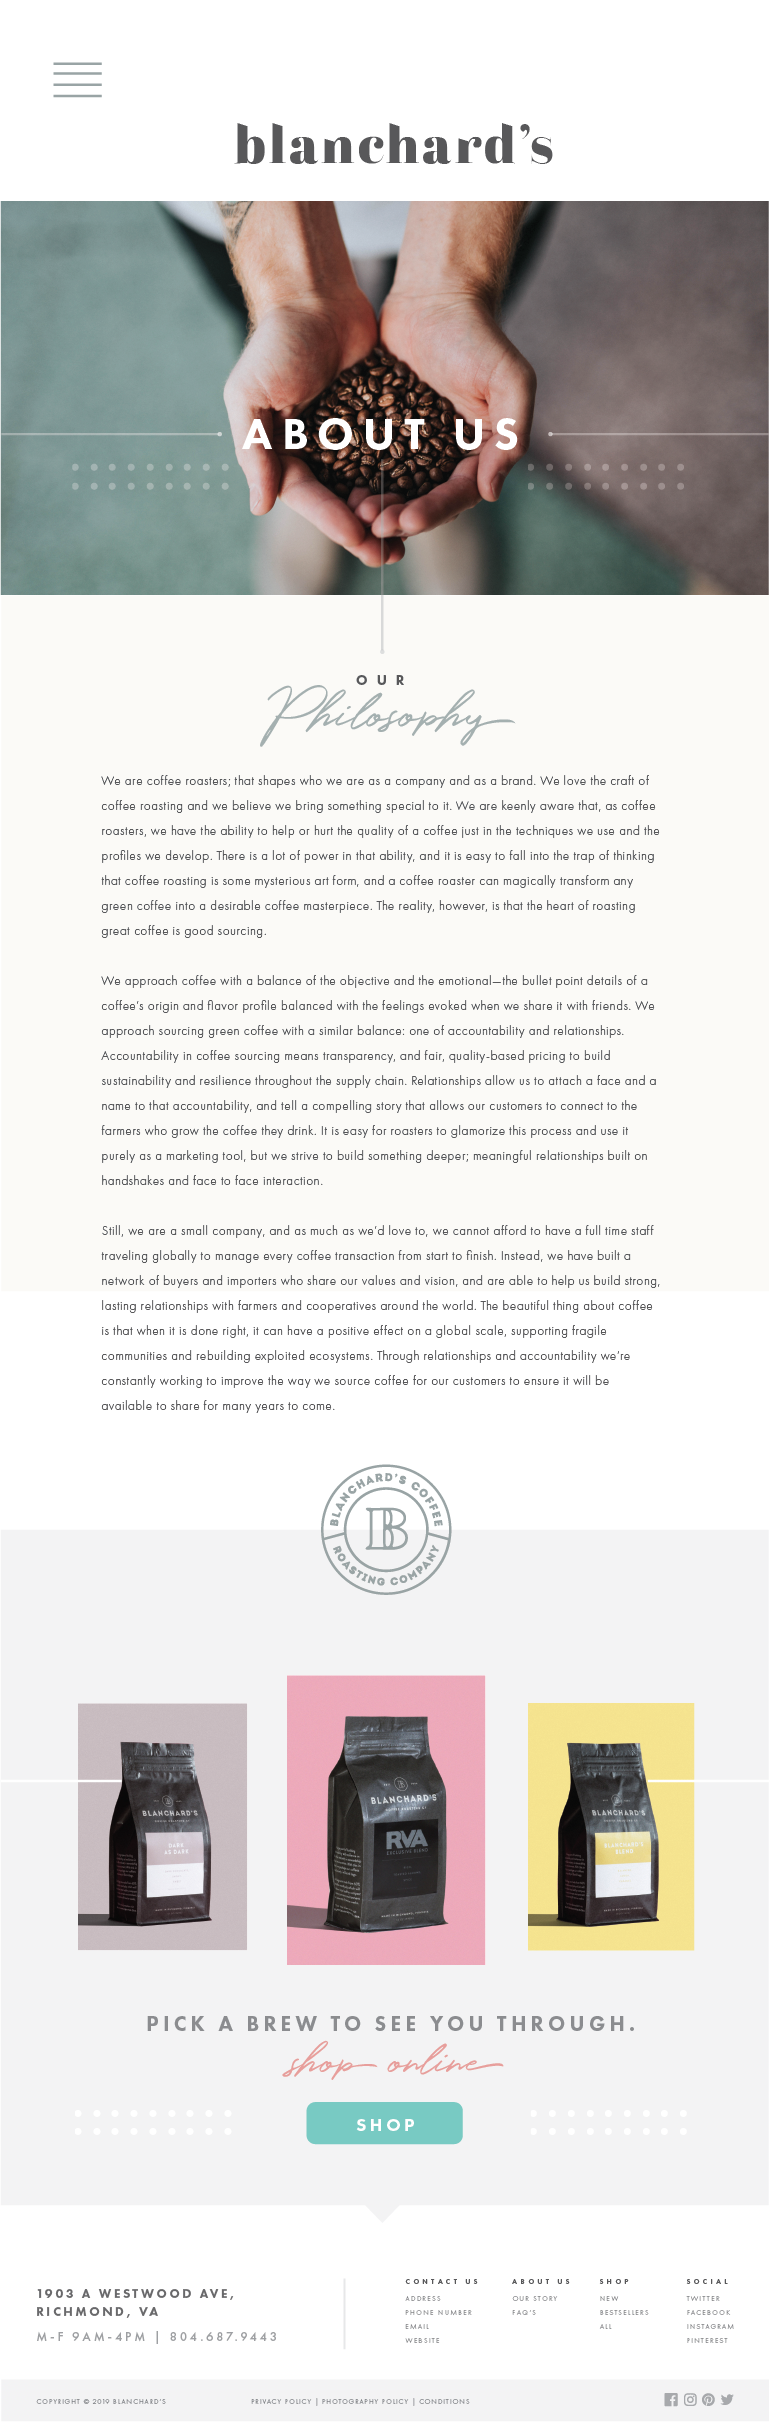 blanchard's
ABOUT US
OUR
Philosophy
We are coffee roasters; that shapes who we are as a company and as a brand. We love the craft of
coffee roasting and we believe we bring something special to it. We are keenly aware that, as coffee
roasters, we have the ability to help or hurt the quality of a coffee just in the techniques we use and the
profiles we develop. There is a lot of power in that ability, and it is easy to fall into the trap of thinking
that coffee roasting is some mysterious art form, and a coffee roaster can magically transform any
green coffee into a desirable coffee masterpiece. The reality, however, is that the heart of roasting
great coffee is good sourcing.
We approach coffee with a balance of the objective and the emotional—the bullet point details of a
coffee's origin and flavor profile balanced with the feelings evoked when we share it with friends. We
approach sourcing green coffee with a similar balance: one of accountability and relationships.
Accountability in coffee sourcing means transparency, and fair, quality-based pricing to build
sustainability and resilience throughout the supply chain. Relationships allow us to attach a face and a
name to that accountability, and tell a compelling story that allows our customers to connect to the
farmers who grow the coffee they drink. It is easy for roasters to glamorize this process and use it
purely as a marketing tool, but we strive to build something deeper; meaningful relationships built on
handshakes and face to face interaction.
Still, we are a small company, and as much as we'd love to, we cannot afford to have a full time staff
traveling globally to manage every coffee transaction from start to finish. Instead, we have built a
network of buyers and importers who share our values and vision, and are able to help us build strong,
lasting relationships with farmers and cooperatives around the world. The beautiful thing about coffee
is that when it is done right, it can have a positive effect on a global scale, supporting fragile
communities and rebuilding exploited ecosystems. Through relationships and accountability we're
constantly working to improve the way we source coffee for our customers to ensure it will be
available to share for many years to come.
BLANCHARD'S COFFEE
B
ROASTING COMPANY
BLANCHARD'S
DARK
AS DARK
B
BLANCHARD'S
RVA
EXCLUSIVE BLEND
BLANCHARD'S
BLANCHARD'S
BLEND
PICK A BREW TO SEE YOU THROUGH.
shop online
SHOP
1903 A WESTWOOD AVE,
RICHMOND, VA
M-F 9AM-4PM | 804.687.9443
CONTACT US
ADDRESS
PHONE NUMBER
EMAIL
WEBSITE
ABOUT US
OUR STORY
FAQ'S
SHOP
NEW
BESTSELLERS
ALL
SOCIAL
TWITTER
FACEBOOK
INSTAGRAM
PINTEREST
COPYRIGHT © 2019 BLANCHARD'S
PRIVACY POLICY | PHOTOGRAPHY POLICY | CONDITIONS